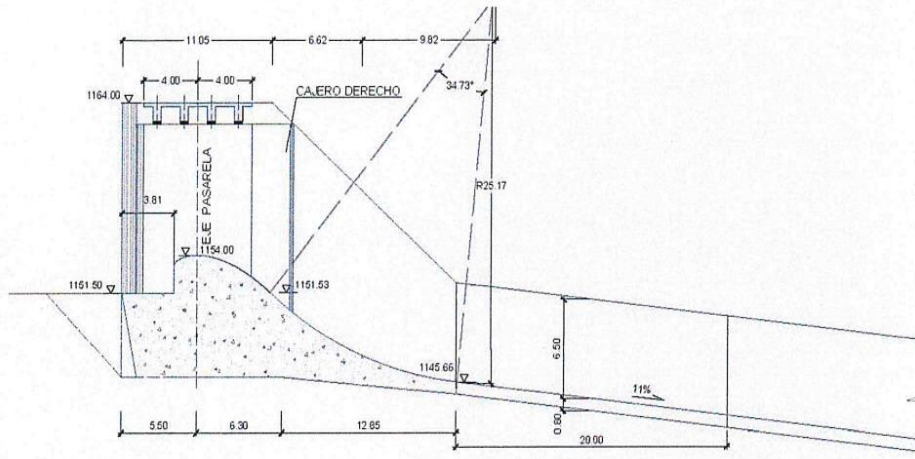 11.05 6.62 9.82
4.00 4.00
34.73°
CAJERO DERECHO
1164.00
R25.17
EJE PASARELA
3.81
1154.00
1151.50
1151.53
1145.66
6.50
11%
0.80
5.50 6.30 12.85
20.00